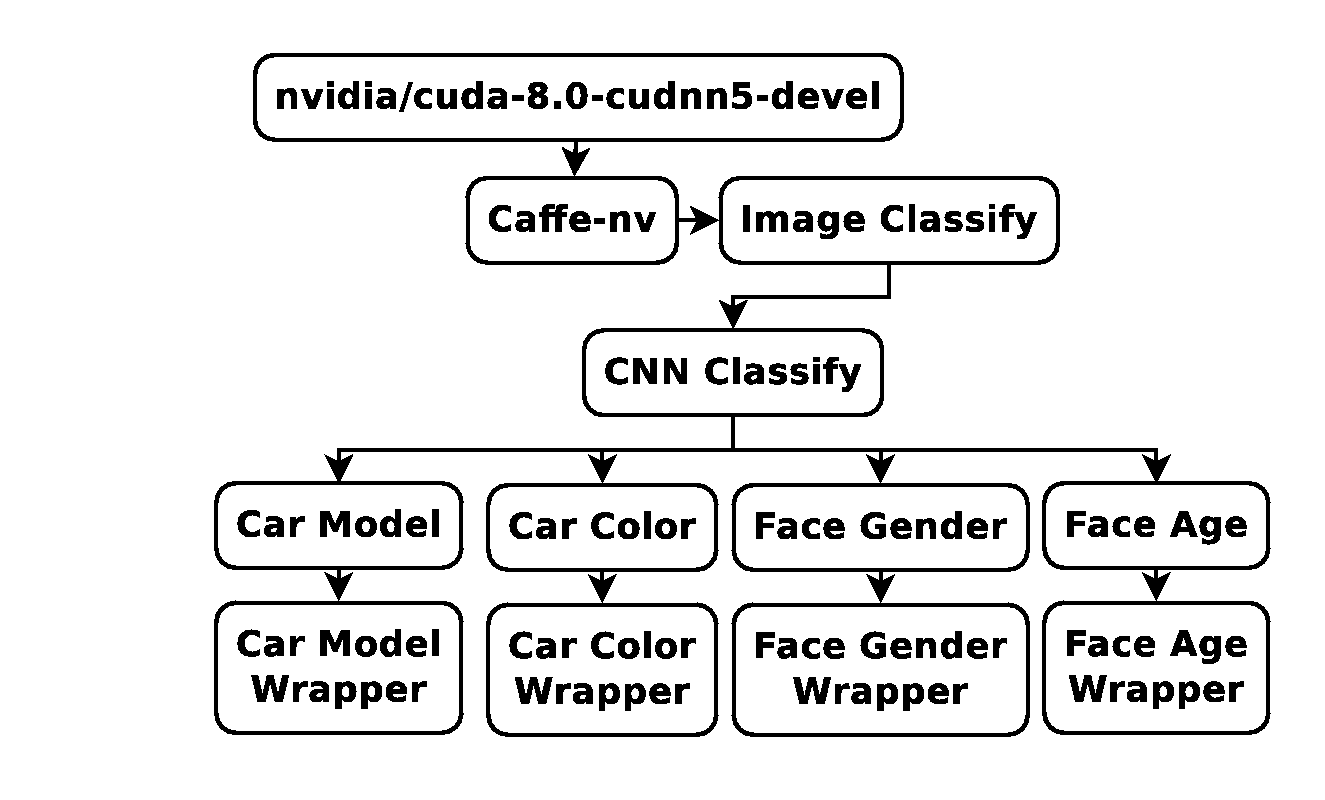 nvidia/cuda-8.0-cudnn5-devel
Caffe-nv
Image Classify
CNN Classify
Car Model
Car Color
Face Gender
Face Age
Car Model
Wrapper
Car Color
Wrapper
Face Gender
Wrapper
Face Age
Wrapper